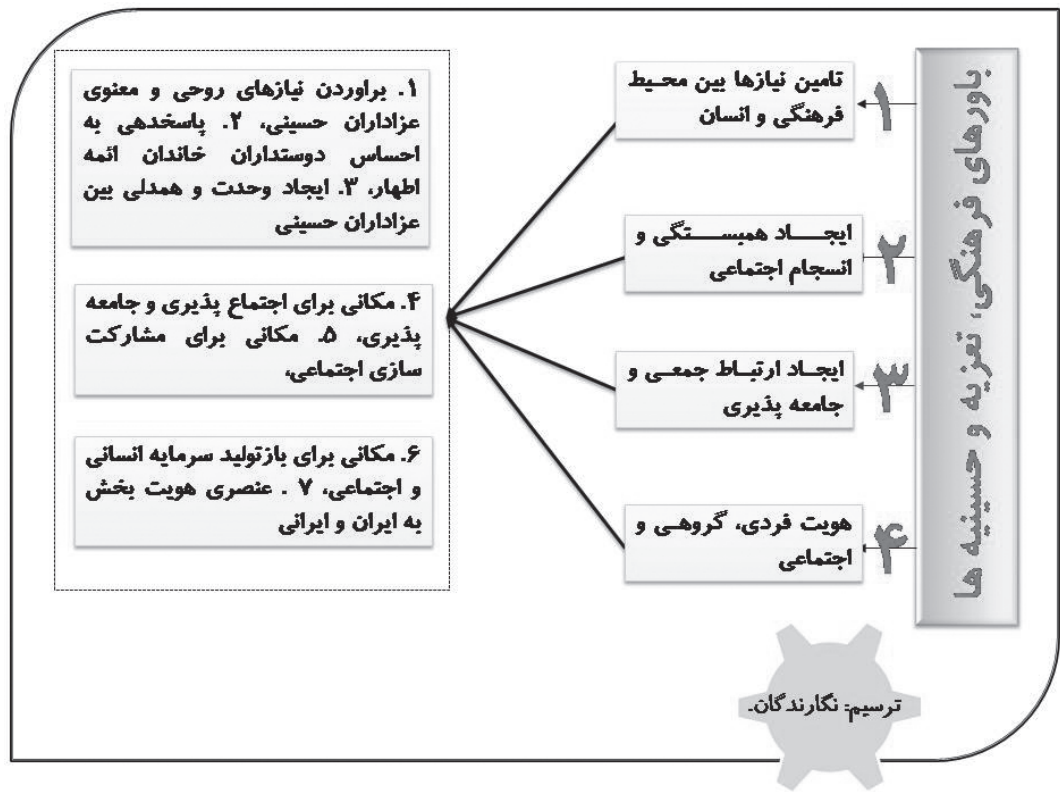 باورهای فرهنگی، تعزیه و حسینیه ها
۱
تامین نیازها بین محیط
فرهنگی و انسان
۲
ایجاد همبستگی و
انسجام اجتماعی
۳
ایجاد ارتباط جمعی و
جامعه پذیری
۴
هویت فردی، گروهی و
اجتماعی
۱. براوردن نیازهای روحی و معنوی
عزاداران حسینی، ۲. پاسخدهی به
احساس دوستداران خاندان ائمه
اطهار، ۳. ایجاد وحدت و همدلی بین
عزاداران حسینی
۴. مکانی برای اجتماع پذیری و جامعه
پذیری، ۵. مکانی برای مشارکت
سازی اجتماعی،
۶. مکانی برای بازتولید سرمایه انسانی
و اجتماعی، ۷ . عنصری هویت بخش
به ایران و ایرانی
ترسیم: نگارندگان.